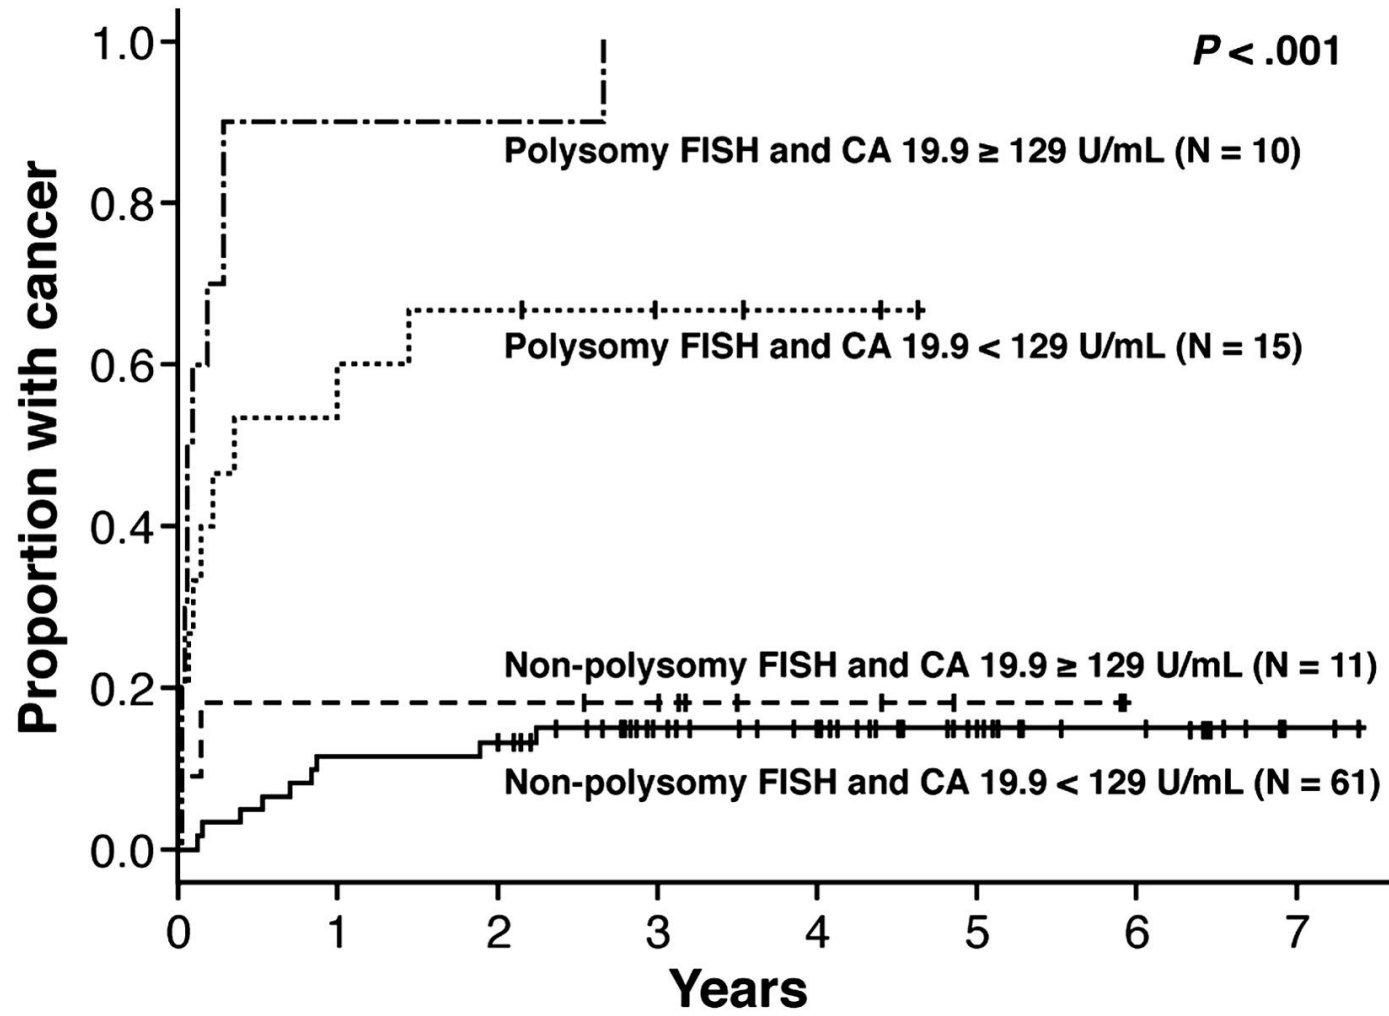 P < .001
1.0
0.8
0.6
0.4
0.2
0.0
Proportion with cancer
Polysomy FISH and CA 19.9 ≥ 129 U/mL (N = 10)
Polysomy FISH and CA 19.9 < 129 U/mL (N = 15)
Non-polysomy FISH and CA 19.9 ≥ 129 U/mL (N = 11)
Non-polysomy FISH and CA 19.9 < 129 U/mL (N = 61)
0 1 2 3 4 5 6 7
Years